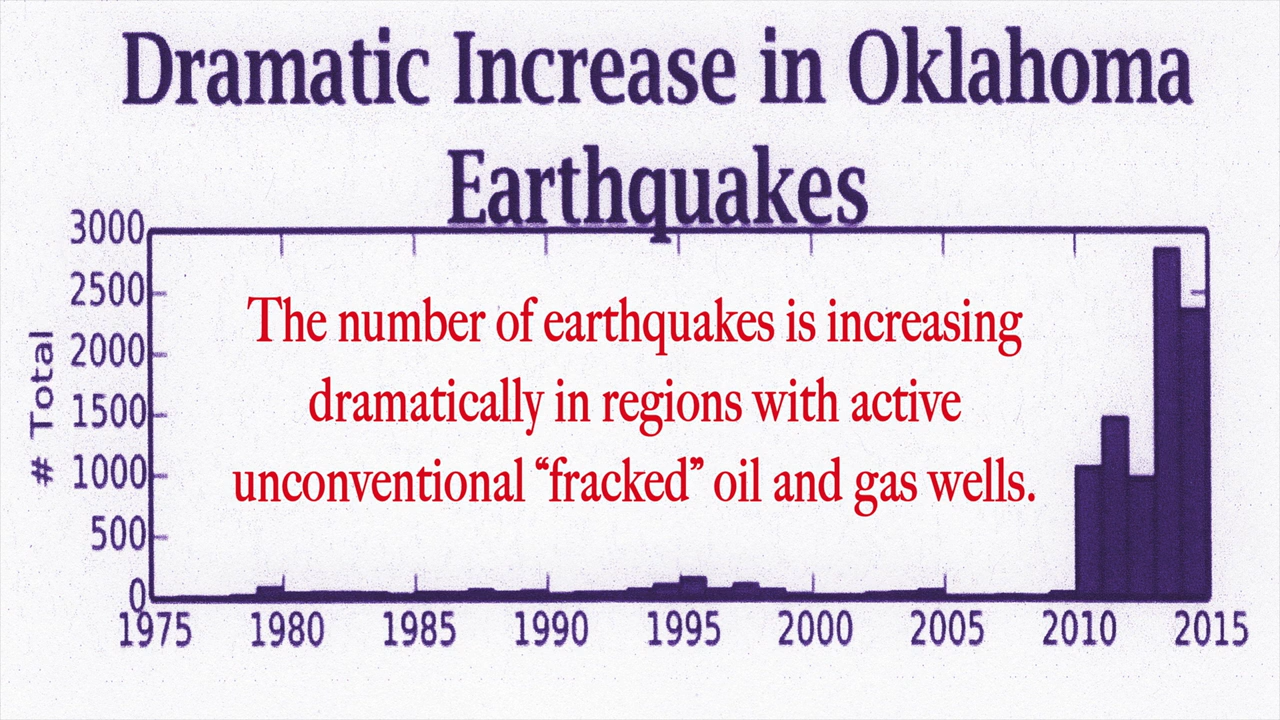 Dramatic Increase in Oklahoma
Earthquakes
# Total
3000
2500
2000
1500
1000
500
0
The number of earthquakes is increasing
dramatically in regions with active
unconventional “fracked” oil and gas wells.
1975 1980 1985 1990 1995 2000 2005 2010 2015